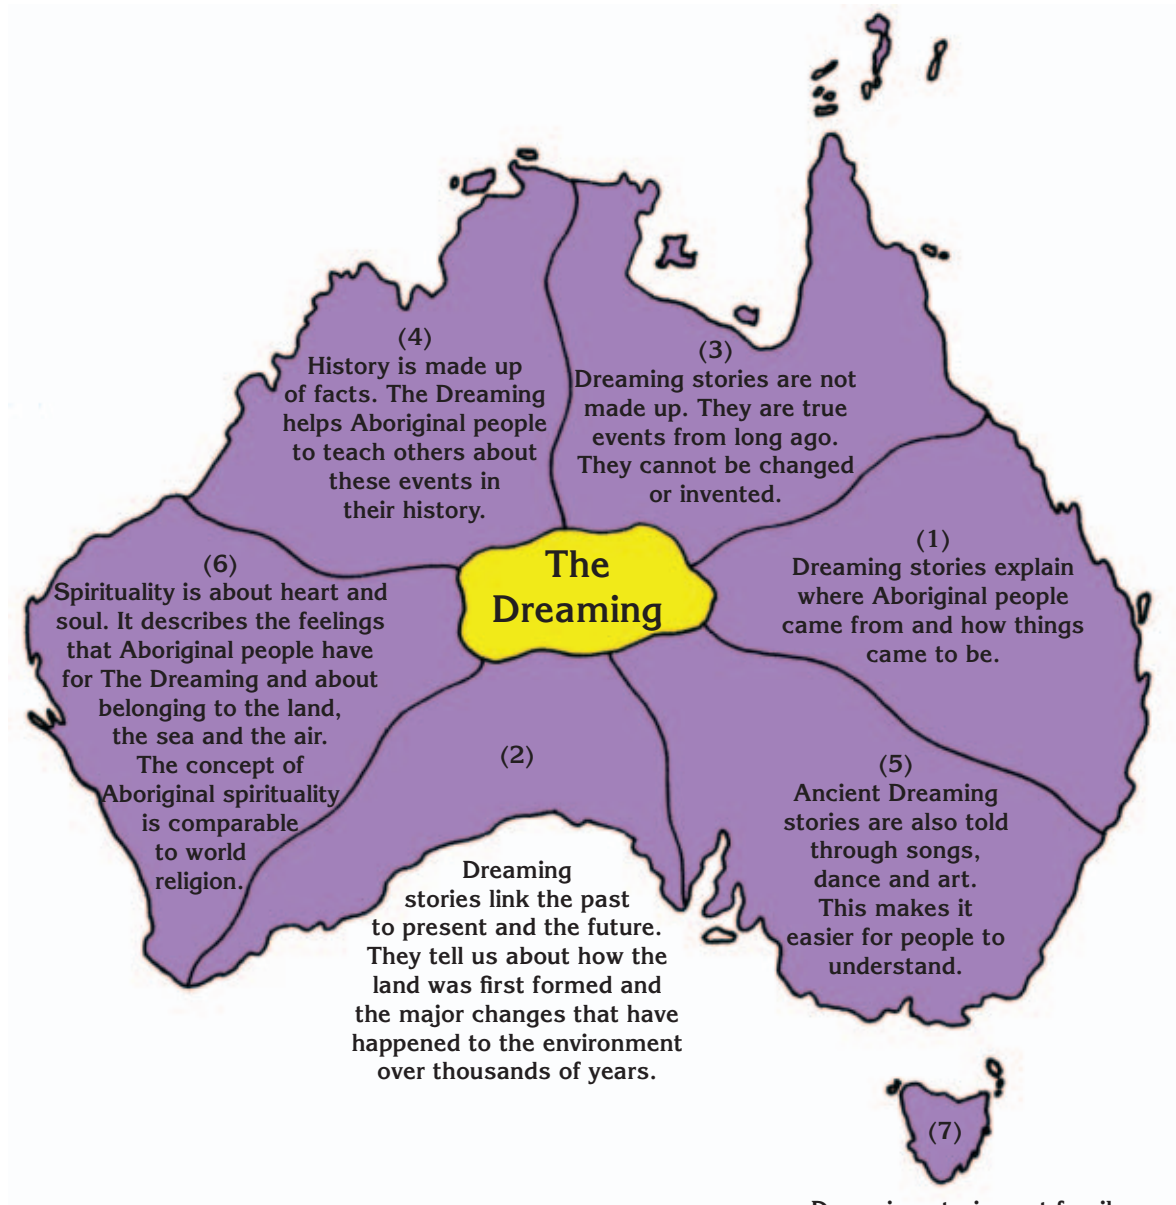 The
Dreaming
(1)
Dreaming stories explain
where Aboriginal people
came from and how things
came to be.
(2)
Dreaming
stories link the past
to present and the future.
They tell us about how the
land was first formed and
the major changes that have
happened to the environment
over thousands of years.
(3)
Dreaming stories are not
made up. They are true
events from long ago.
They cannot be changed
or invented.
(4)
History is made up
of facts. The Dreaming
helps Aboriginal people
to teach others about
these events in
their history.
(5)
Ancient Dreaming
stories are also told
through songs,
dance and art.
This makes it
easier for people to
understand.
(6)
Spirituality is about heart and
soul. It describes the feelings
that Aboriginal people have
for The Dreaming and about
belonging to the land,
the sea and the air.
The concept of
Aboriginal spirituality
is comparable
to world
religion.
(7)